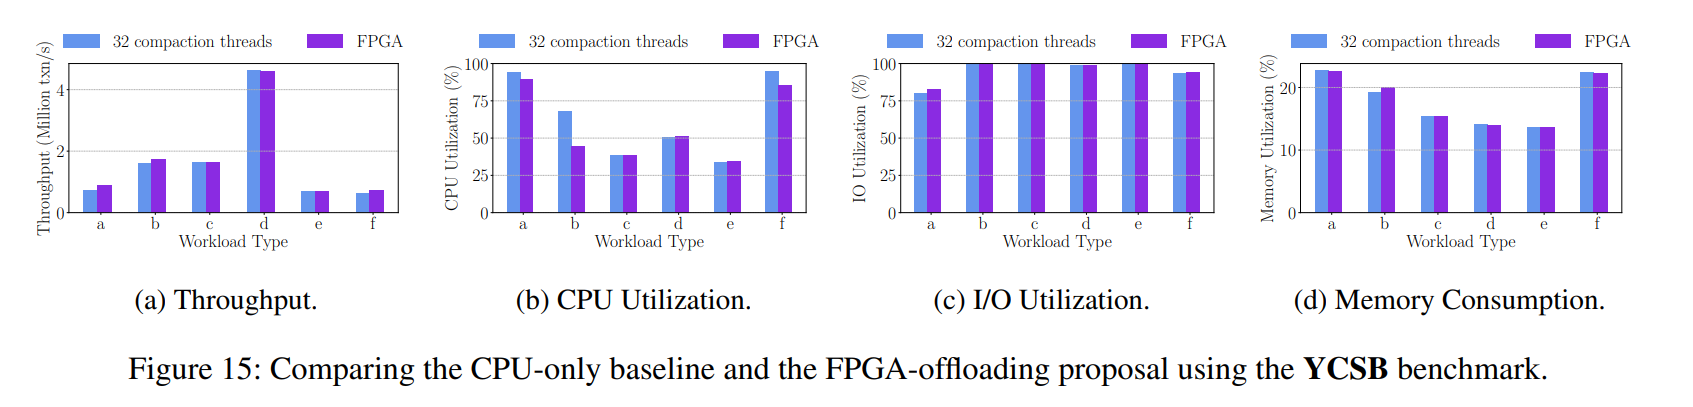 32 compaction threads FPGA
Throughput (Million txn/s)
4
2
0
a b c d e f
Workload Type
(a) Throughput.
32 compaction threads FPGA
CPU Utilization (%)
100
75
50
25
0
a b c d e f
Workload Type
(b) CPU Utilization.
32 compaction threads FPGA
IO Utilization (%)
100
75
50
25
0
a b c d e f
Workload Type
(c) I/O Utilization.
32 compaction threads FPGA
Memory Utilization (%)
20
10
0
a b c d e f
Workload Type
(d) Memory Consumption.
Figure 15: Comparing the CPU-only baseline and the FPGA-offloading proposal using the YCSB benchmark.